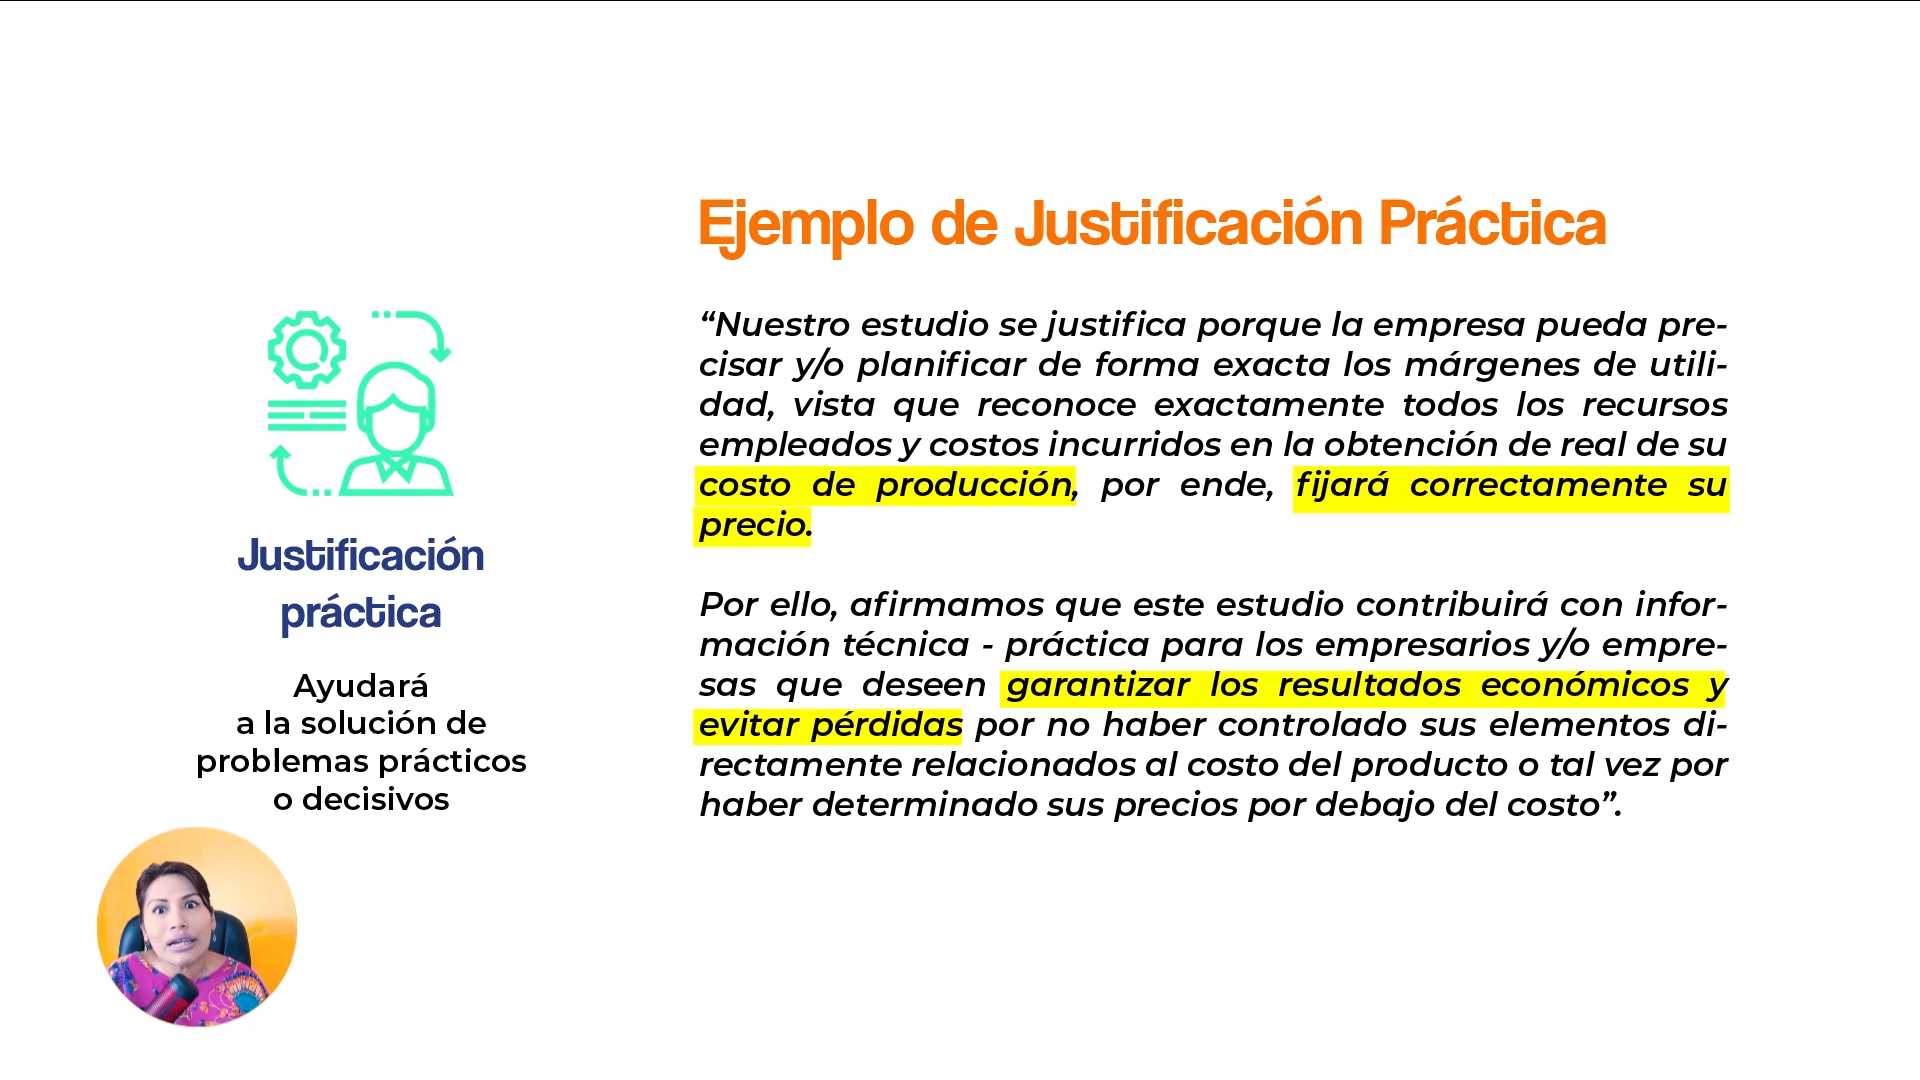 Ejemplo de Justificación Práctica
“Nuestro estudio se justifica porque la empresa pueda pre-
cisar y/o planificar de forma exacta los márgenes de utili-
dad, vista que reconoce exactamente todos los recursos
empleados y costos incurridos en la obtención de real de su
costo de producción, por ende, fijará correctamente su
precio.
Por ello, afirmamos que este estudio contribuirá con infor-
mación técnica - práctica para los empresarios y/o empre-
sas que deseen garantizar los resultados económicos y
evitar pérdidas por no haber controlado sus elementos di-
rectamente relacionados al costo del producto o tal vez por
haber determinado sus precios por debajo del costo”.
Justificación
práctica
Ayudará
a la solución de
problemas prácticos
o decisivos